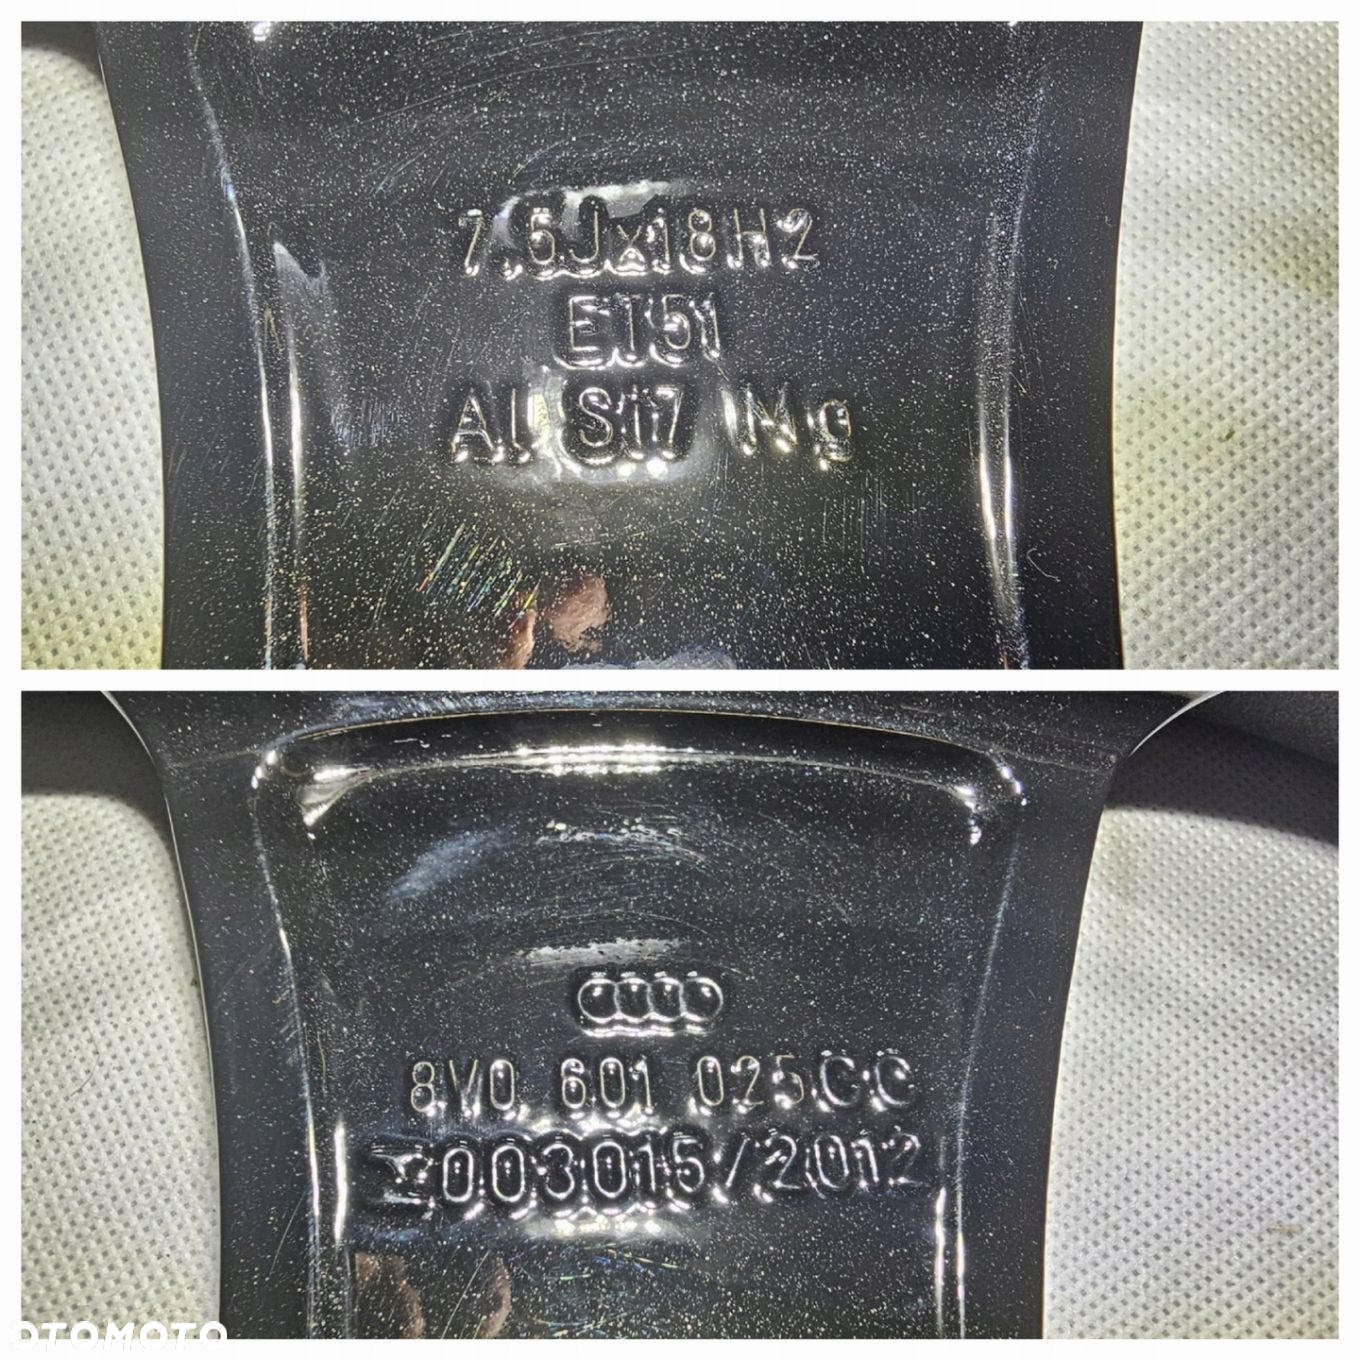 7.5Jx18H2
ET51
Al Si7 Mg
8V0 601 025CC
003015/2012
OTOMOTO